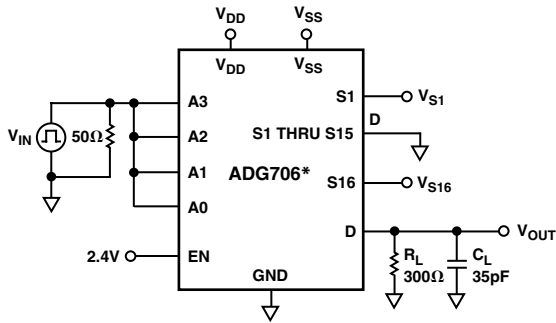 VDD VSS
VDD VSS
A3 S1 VS1
D
VIN 50Ω A2 S1 THRU S15
A1 ADG706* S16 VS16
A0
D VOUT
2.4V EN RL CL
300Ω 35pF
GND